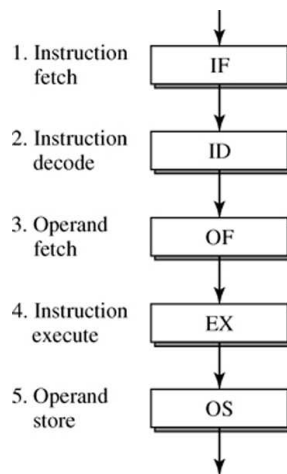 1. Instruction
fetch
IF
2. Instruction
decode
ID
3. Operand
fetch
OF
4. Instruction
execute
EX
5. Operand
store
OS